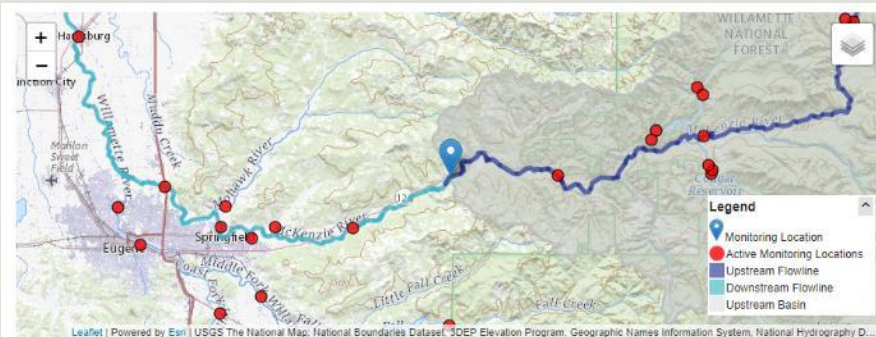 +
−
WILLAMETTE
NATIONAL
FOREST
Harrisburg
nction City
Willamette River
Muddy Creek
Mahlon
Sweet
Field
Mohawk River
McKenzie River
McKenzie River
Springfield
Eugene
Coast Fork
Middle Fork Willa
Little Fall Creek
Fall Creek
Cougar
Reservoir
Legend
Monitoring Location
Active Monitoring Locations
Upstream Flowline
Downstream Flowline
Upstream Basin
Leaflet | Powered by Esri | USGS The National Map: National Boundaries Dataset, 3DEP Elevation Program, Geographic Names Information System, National Hydrography D...